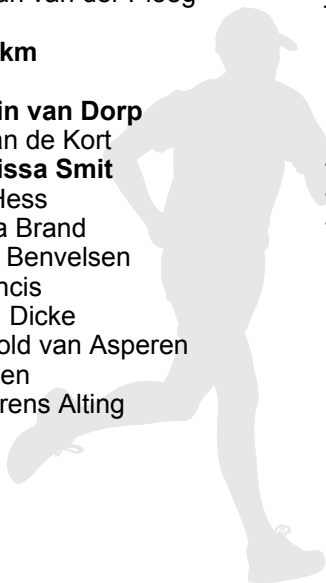 an van der Ploeg
km
in van Dorp
an de Kort
issa Smit
Hess
a Brand
Benvelsen
ncis
Dicke
old van Asperen
en
rens Alting